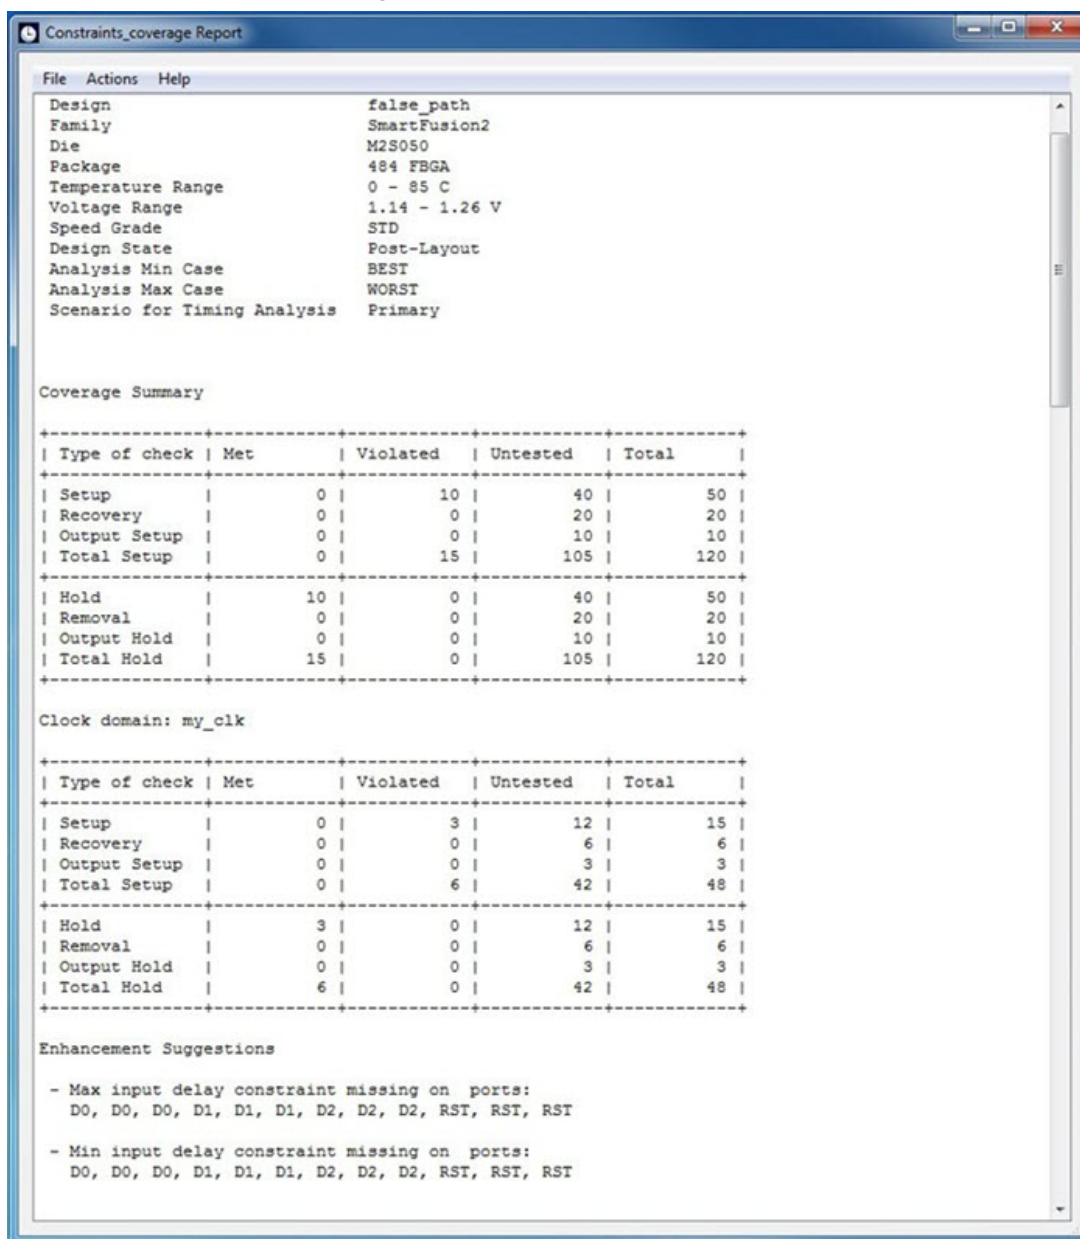 Constraints_coverage Report
File Actions Help
Design false_path
Family SmartFusion2
Die M2S050
Package 484 FBGA
Temperature Range 0 - 85 C
Voltage Range 1.14 - 1.26 V
Speed Grade STD
Design State Post-Layout
Analysis Min Case BEST
Analysis Max Case WORST
Scenario for Timing Analysis Primary
Coverage Summary
+---------------+------------+------------+------------+------------+
| Type of check | Met | Violated | Untested | Total |
+---------------+------------+------------+------------+------------+
| Setup | 0 | 10 | 40 | 50 |
| Recovery | 0 | 0 | 20 | 20 |
| Output Setup | 0 | 0 | 10 | 10 |
| Total Setup | 0 | 15 | 105 | 120 |
+---------------+------------+------------+------------+------------+
| Hold | 10 | 0 | 40 | 50 |
| Removal | 0 | 0 | 20 | 20 |
| Output Hold | 0 | 0 | 10 | 10 |
| Total Hold | 15 | 0 | 105 | 120 |
+---------------+------------+------------+------------+------------+
Clock domain: my_clk
+---------------+------------+------------+------------+------------+
| Type of check | Met | Violated | Untested | Total |
+---------------+------------+------------+------------+------------+
| Setup | 0 | 3 | 12 | 15 |
| Recovery | 0 | 0 | 6 | 6 |
| Output Setup | 0 | 0 | 3 | 3 |
| Total Setup | 0 | 6 | 42 | 48 |
+---------------+------------+------------+------------+------------+
| Hold | 3 | 0 | 12 | 15 |
| Removal | 0 | 0 | 6 | 6 |
| Output Hold | 0 | 0 | 3 | 3 |
| Total Hold | 6 | 0 | 42 | 48 |
+---------------+------------+------------+------------+------------+
Enhancement Suggestions
- Max input delay constraint missing on ports:
D0, D0, D0, D1, D1, D1, D2, D2, D2, RST, RST, RST
- Min input delay constraint missing on ports:
D0, D0, D0, D1, D1, D1, D2, D2, D2, RST, RST, RST